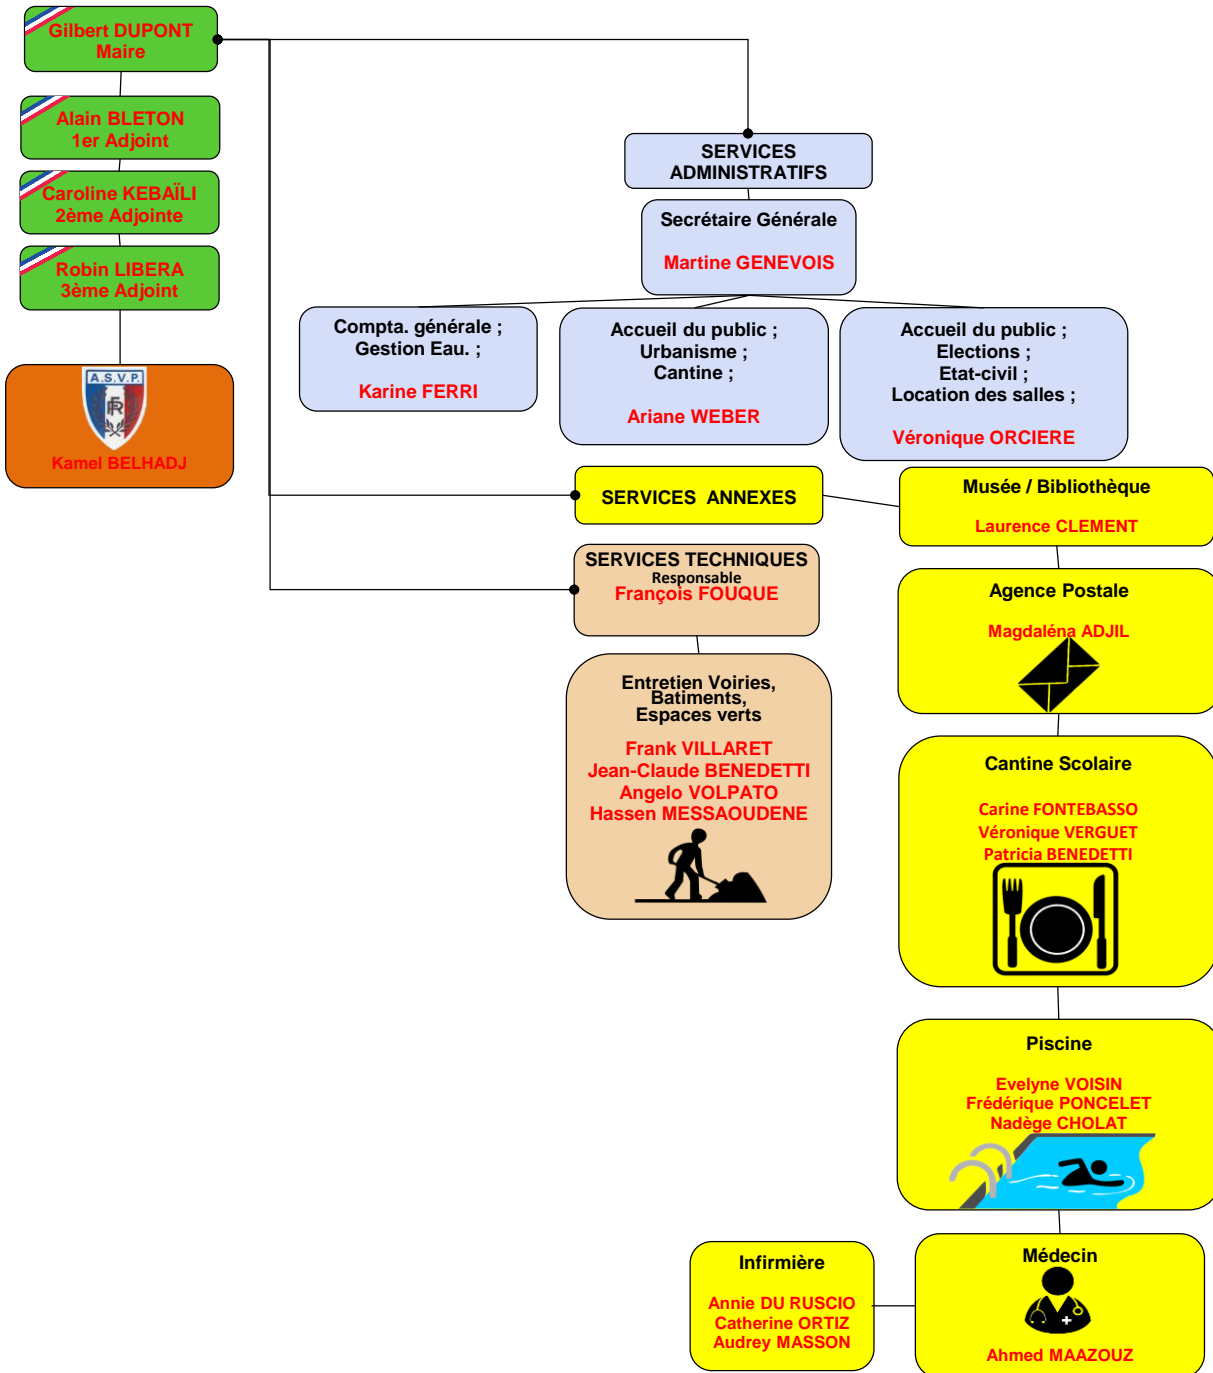 Gilbert DUPONT
Maire
Alain BLETON
1er Adjoint
Caroline KEBAÏLI
2ème Adjointe
Robin LIBERA
3ème Adjoint
A.S.V.P.
RF
Kamel BELHADJ
SERVICES
ADMINISTRATIFS
Secrétaire Générale
Martine GENEVOIS
Compta. générale ;
Gestion Eau. ;
Karine FERRI
Accueil du public ;
Urbanisme ;
Cantine ;
Ariane WEBER
Accueil du public ;
Elections ;
Etat-civil ;
Location des salles ;
Véronique ORCIERE
SERVICES ANNEXES
Musée / Bibliothèque
Laurence CLEMENT
Agence Postale
Magdaléna ADJIL
Cantine Scolaire
Carine FONTEBASSO
Véronique VERGUET
Patricia BENEDETTI
Piscine
Evelyne VOISIN
Frédérique PONCELET
Nadège CHOLAT
Médecin
Ahmed MAAZOUZ
Infirmière
Annie DU RUSCIO
Catherine ORTIZ
Audrey MASSON
SERVICES TECHNIQUES
Responsable
François FOUQUE
Entretien Voiries,
Batiments,
Espaces verts
Frank VILLARET
Jean-Claude BENEDETTI
Angelo VOLPATO
Hassen MESSAOUDENE